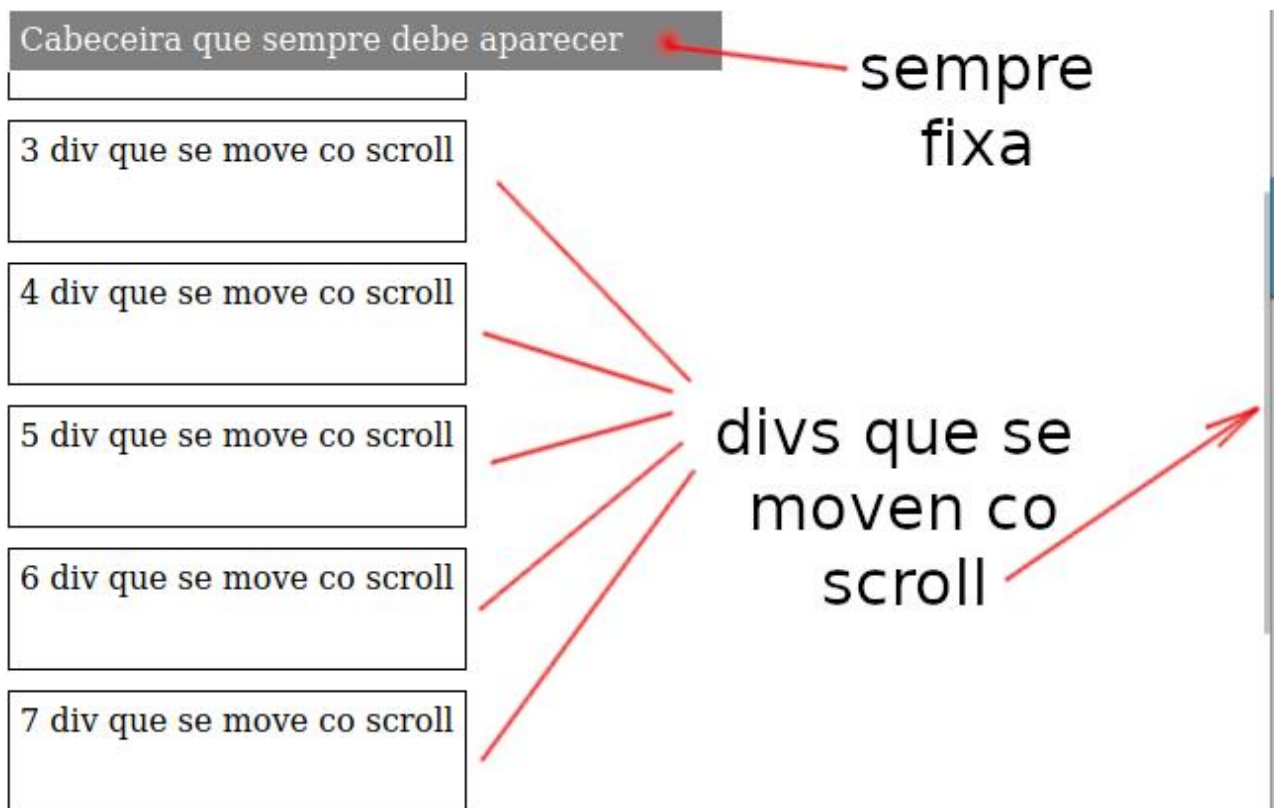 Cabeceira que sempre debe aparecer
sempre
fixa
3 div que se move co scroll
4 div que se move co scroll
5 div que se move co scroll
divs que se
moven co
scroll
6 div que se move co scroll
7 div que se move co scroll